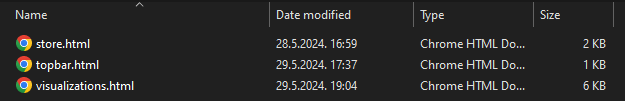 Name Date modified Type Size
store.html 28.5.2024. 16:59 Chrome HTML Do... 2 KB
topbar.html 29.5.2024. 17:37 Chrome HTML Do... 1 KB
visualizations.html 29.5.2024. 19:04 Chrome HTML Do... 6 KB